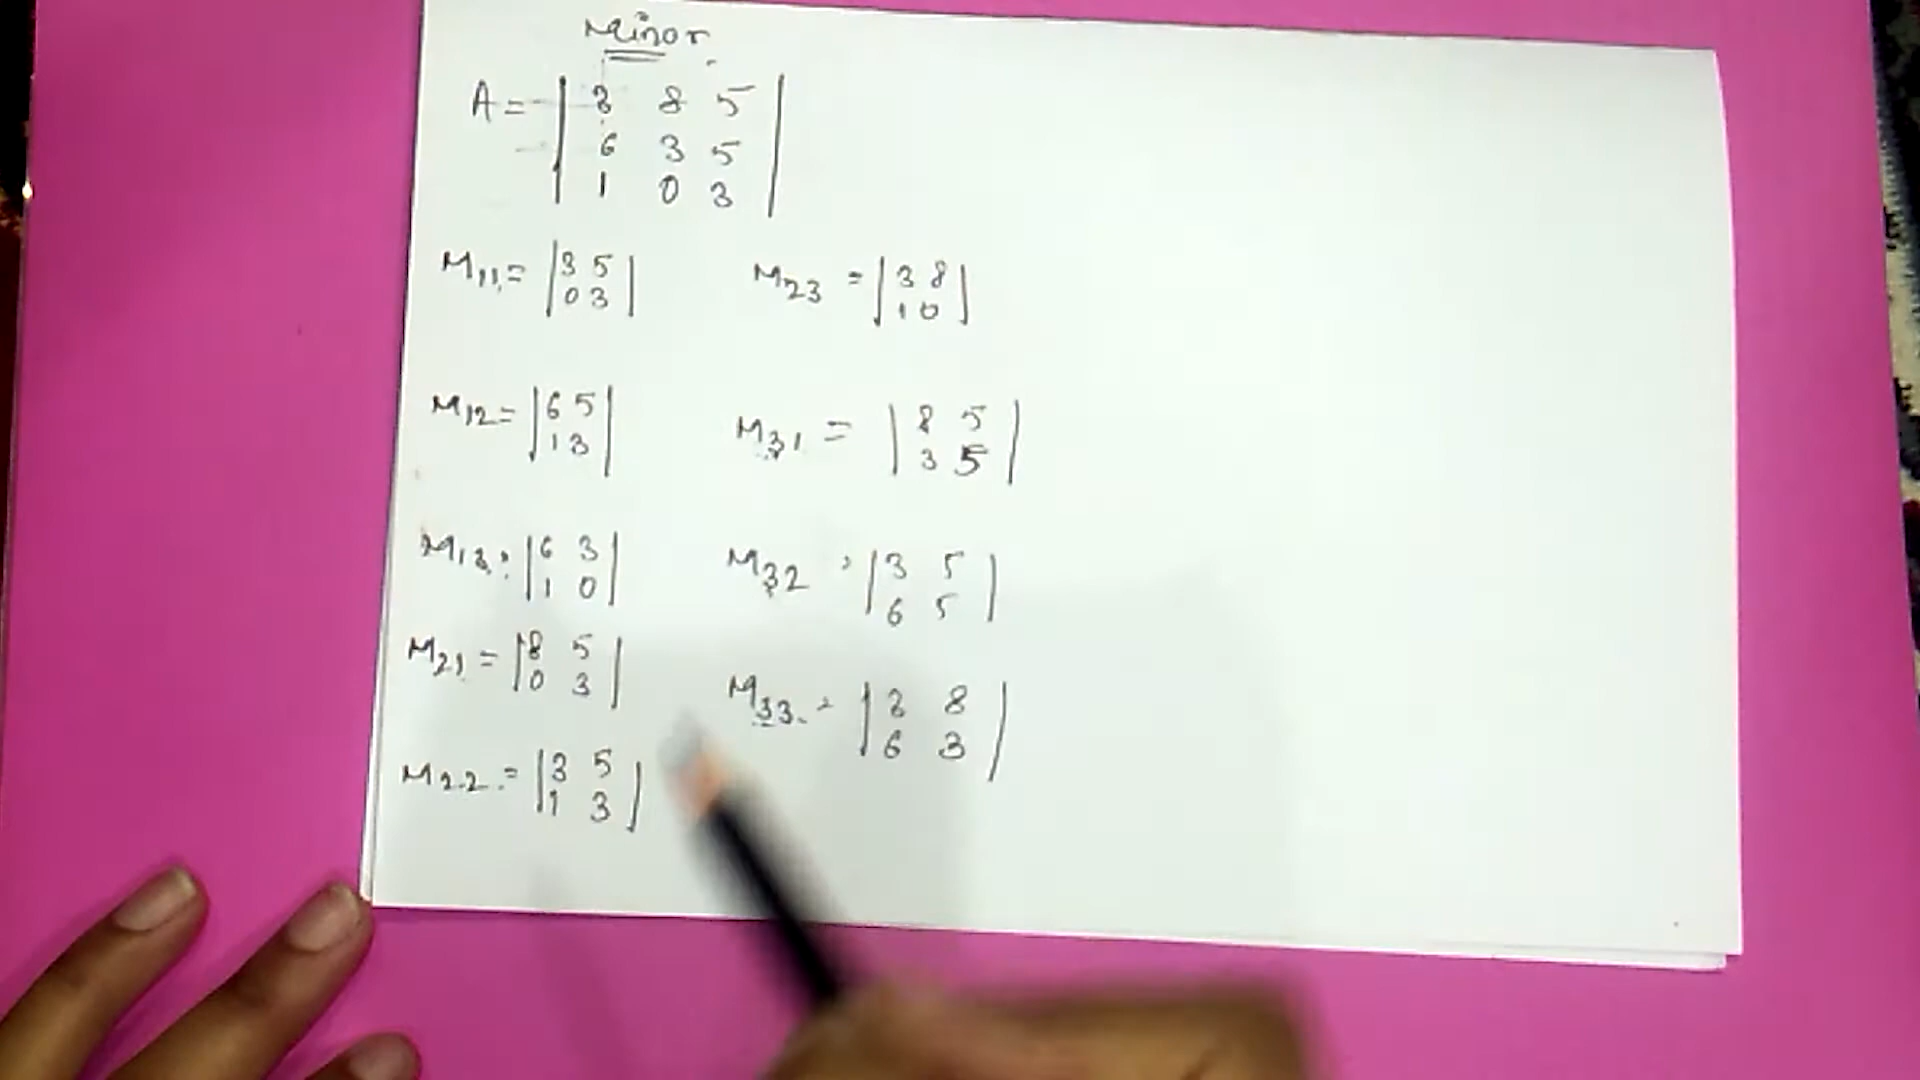 Minor
A = | 3 8 5 |
| 6 3 5 |
| 1 0 3 |
M11 = | 3 5 |
| 0 3 |
M12 = | 6 5 |
| 1 3 |
M13 = | 6 3 |
| 1 0 |
M21 = | 8 5 |
| 0 3 |
M22 = | 3 5 |
| 1 3 |
M23 = | 3 8 |
| 1 0 |
M31 = | 8 5 |
| 3 5 |
M32 = | 3 5 |
| 6 5 |
M33 = | 3 8 |
| 6 3 |